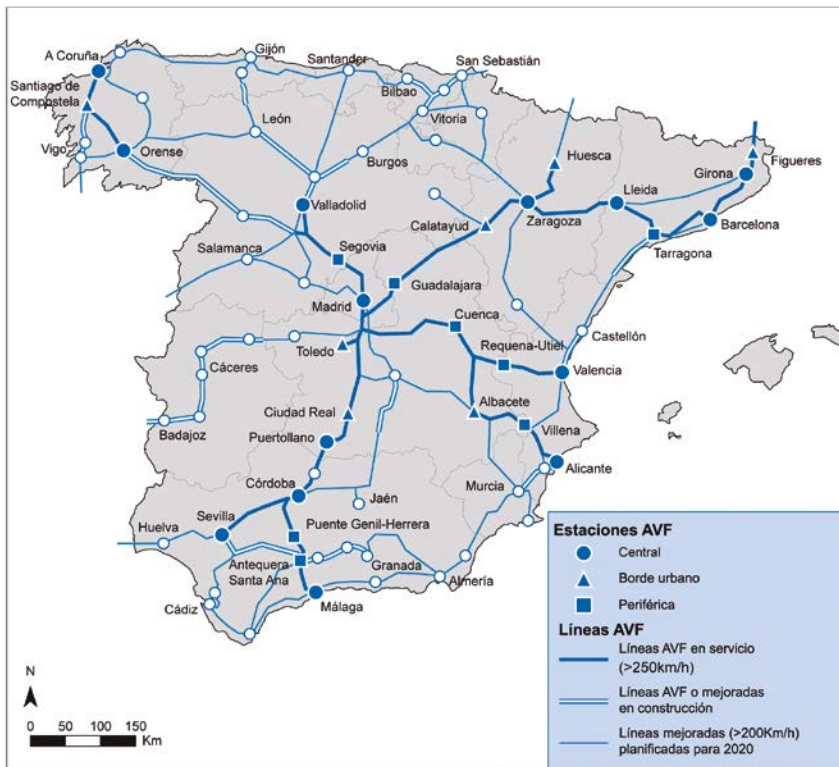 A Coruña
Gijón
Santander
San Sebastián
Santiago de
Compostela
Bilbao
León
Vitoria
Vigo
Orense
Burgos
Huesca
Girona
Figueres
Lleida
Valladolid
Zaragoza
Barcelona
Calatayud
Tarragona
Salamanca
Segovia
Guadalajara
Madrid
Cuenca
Castellón
Toledo
Requena-Utiel
Cáceres
Valencia
Albacete
Ciudad Real
Villena
Badajoz
Puertollano
Alicante
Córdoba
Murcia
Jaén
Sevilla
Huelva
Puente Genil-Herrera
Antequera
Santa Ana
Granada
Almería
Cádiz
Málaga
Estaciones AVF
Central
Borde urbano
Periférica
Líneas AVF
Líneas AVF en servicio
(>250km/h)
Líneas AVF o mejoradas
en construcción
Líneas mejoradas (>200Km/h)
planificadas para 2020
N
0 50 100 150
Km